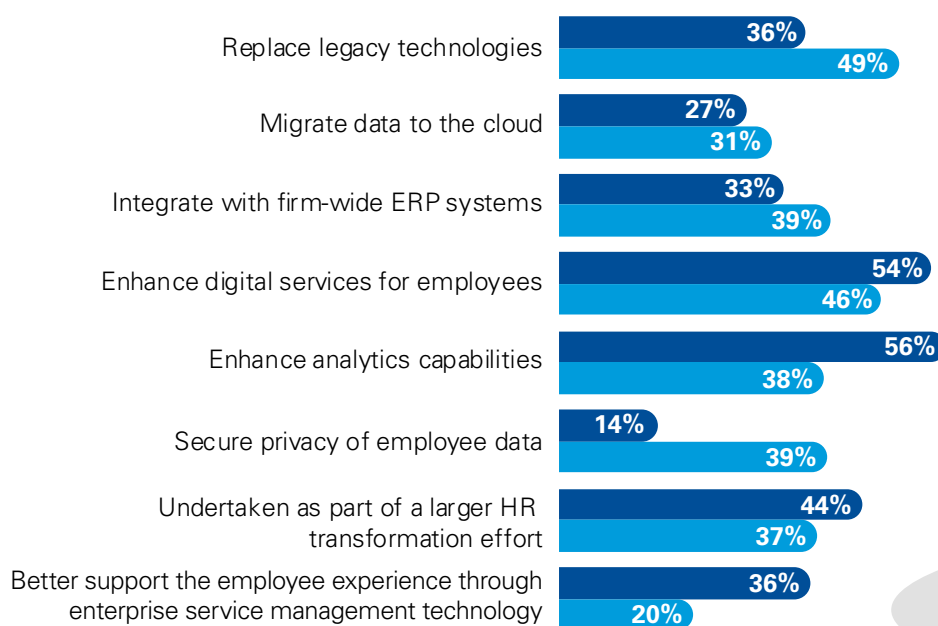 Replace legacy technologies
36%
49%
Migrate data to the cloud
27%
31%
Integrate with firm-wide ERP systems
33%
39%
Enhance digital services for employees
54%
46%
Enhance analytics capabilities
56%
38%
Secure privacy of employee data
14%
39%
Undertaken as part of a larger HR
transformation effort
44%
37%
Better support the employee experience through
enterprise service management technology
36%
20%